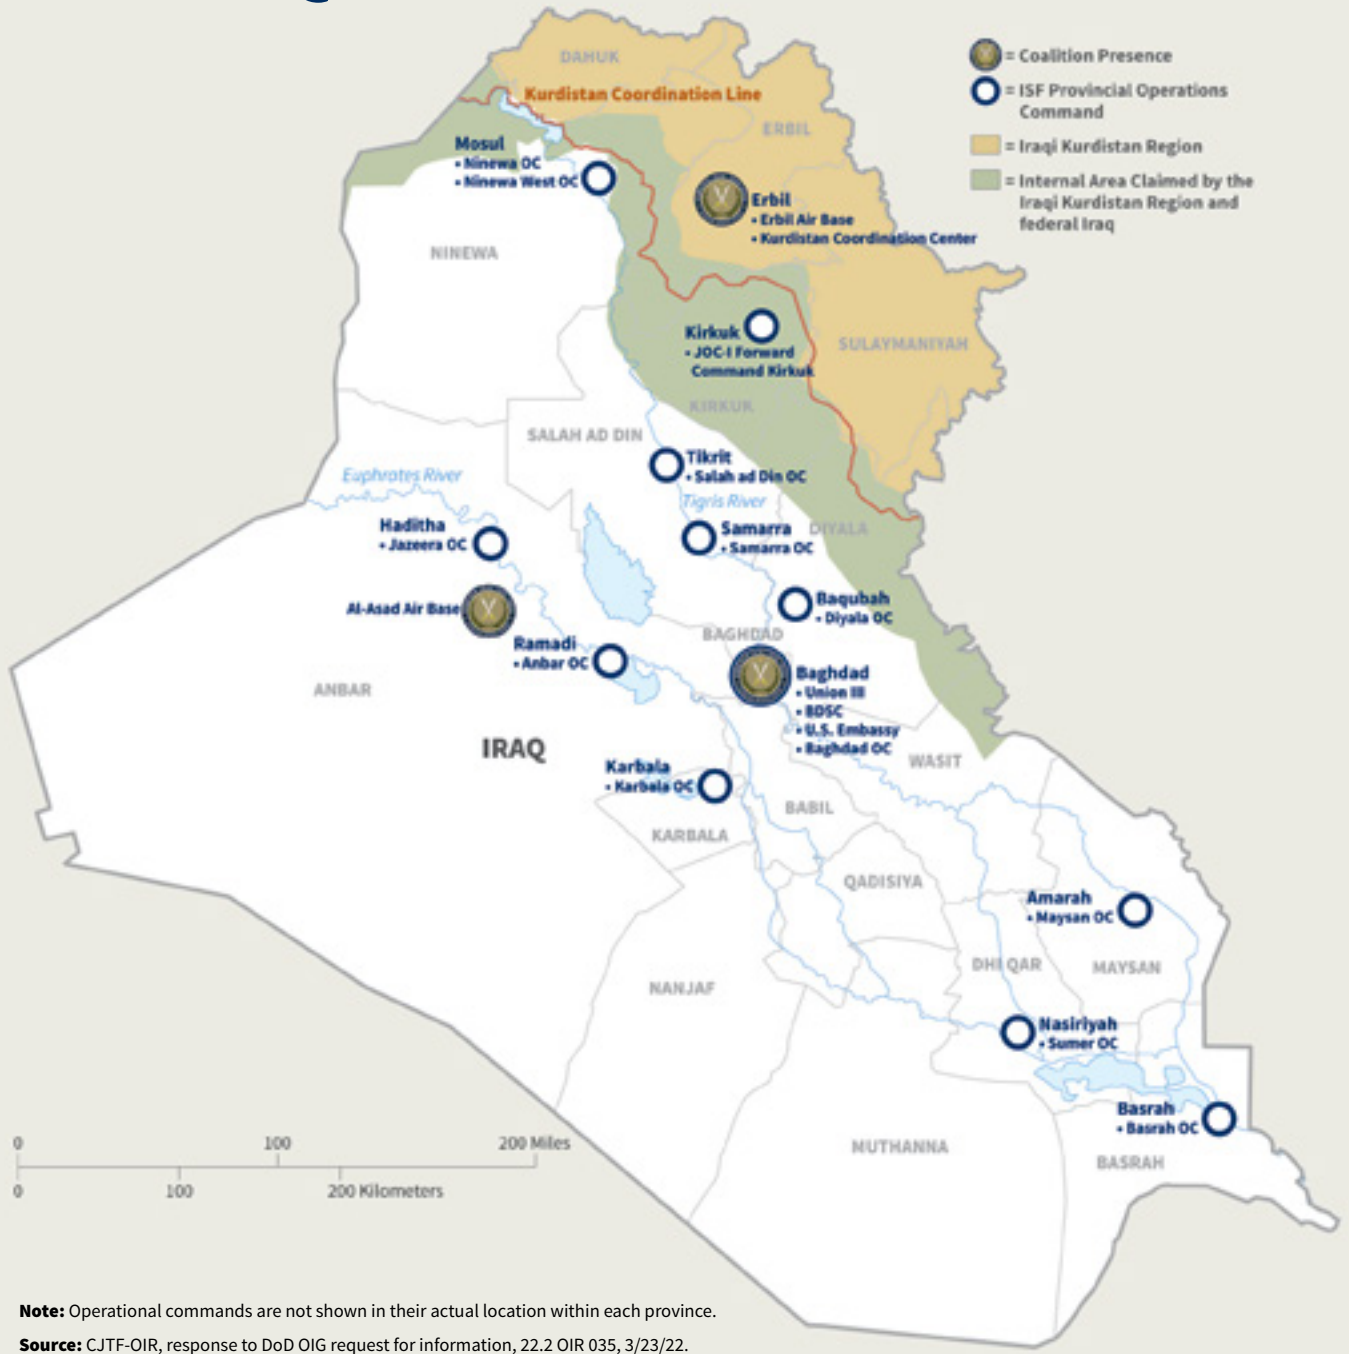 DAHUK
Kurdistan Coordination Line
ERBIL
= Coalition Presence
= ISF Provincial Operations
Command
= Iraqi Kurdistan Region
= Internal Area Claimed by the
Iraqi Kurdistan Region and
federal Iraq
Mosul
• Ninewa OC
• Ninewa West OC
Erbil
• Erbil Air Base
• Kurdistan Coordination Center
NINEWA
Kirkuk
• JOC-I Forward
Command Kirkuk
SULAYMANIYAH
KIRKUK
SALAH AD DIN
Tikrit
• Salah ad Din OC
Euphrates River
Tigris River
Haditha
• Jazeera OC
Samarra
• Samarra OC
DIYALA
Al-Asad Air Base
Baqubah
• Diyala OC
BAGHDAD
Ramadi
• Anbar OC
Baghdad
• Union III
• BDSC
• U.S. Embassy
• Baghdad OC
ANBAR
IRAQ
WASIT
Karbala
• Karbala OC
BABIL
KARBALA
QADISIYA
Amarah
• Maysan OC
DHI QAR
MAYSAN
NANJAF
Nasiriyah
• Sumer OC
Basrah
• Basrah OC
MUTHANNA
BASRAH
0 100 200 Miles
0 100 200 Kilometers
Note: Operational commands are not shown in their actual location within each province.
Source: CJTF-OIR, response to DoD OIG request for information, 22.2 OIR 035, 3/23/22.